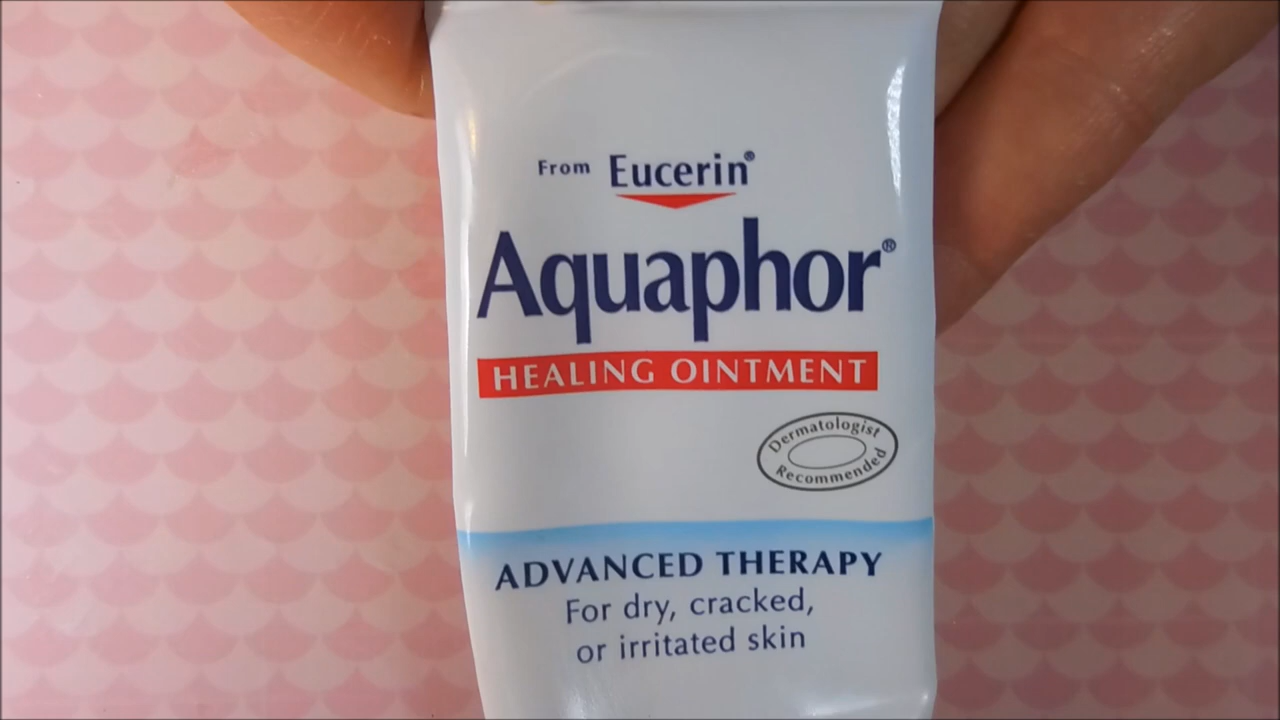 From Eucerin®
Aquaphor®
HEALING OINTMENT
Dermatologist
Recommended
ADVANCED THERAPY
For dry, cracked,
or irritated skin